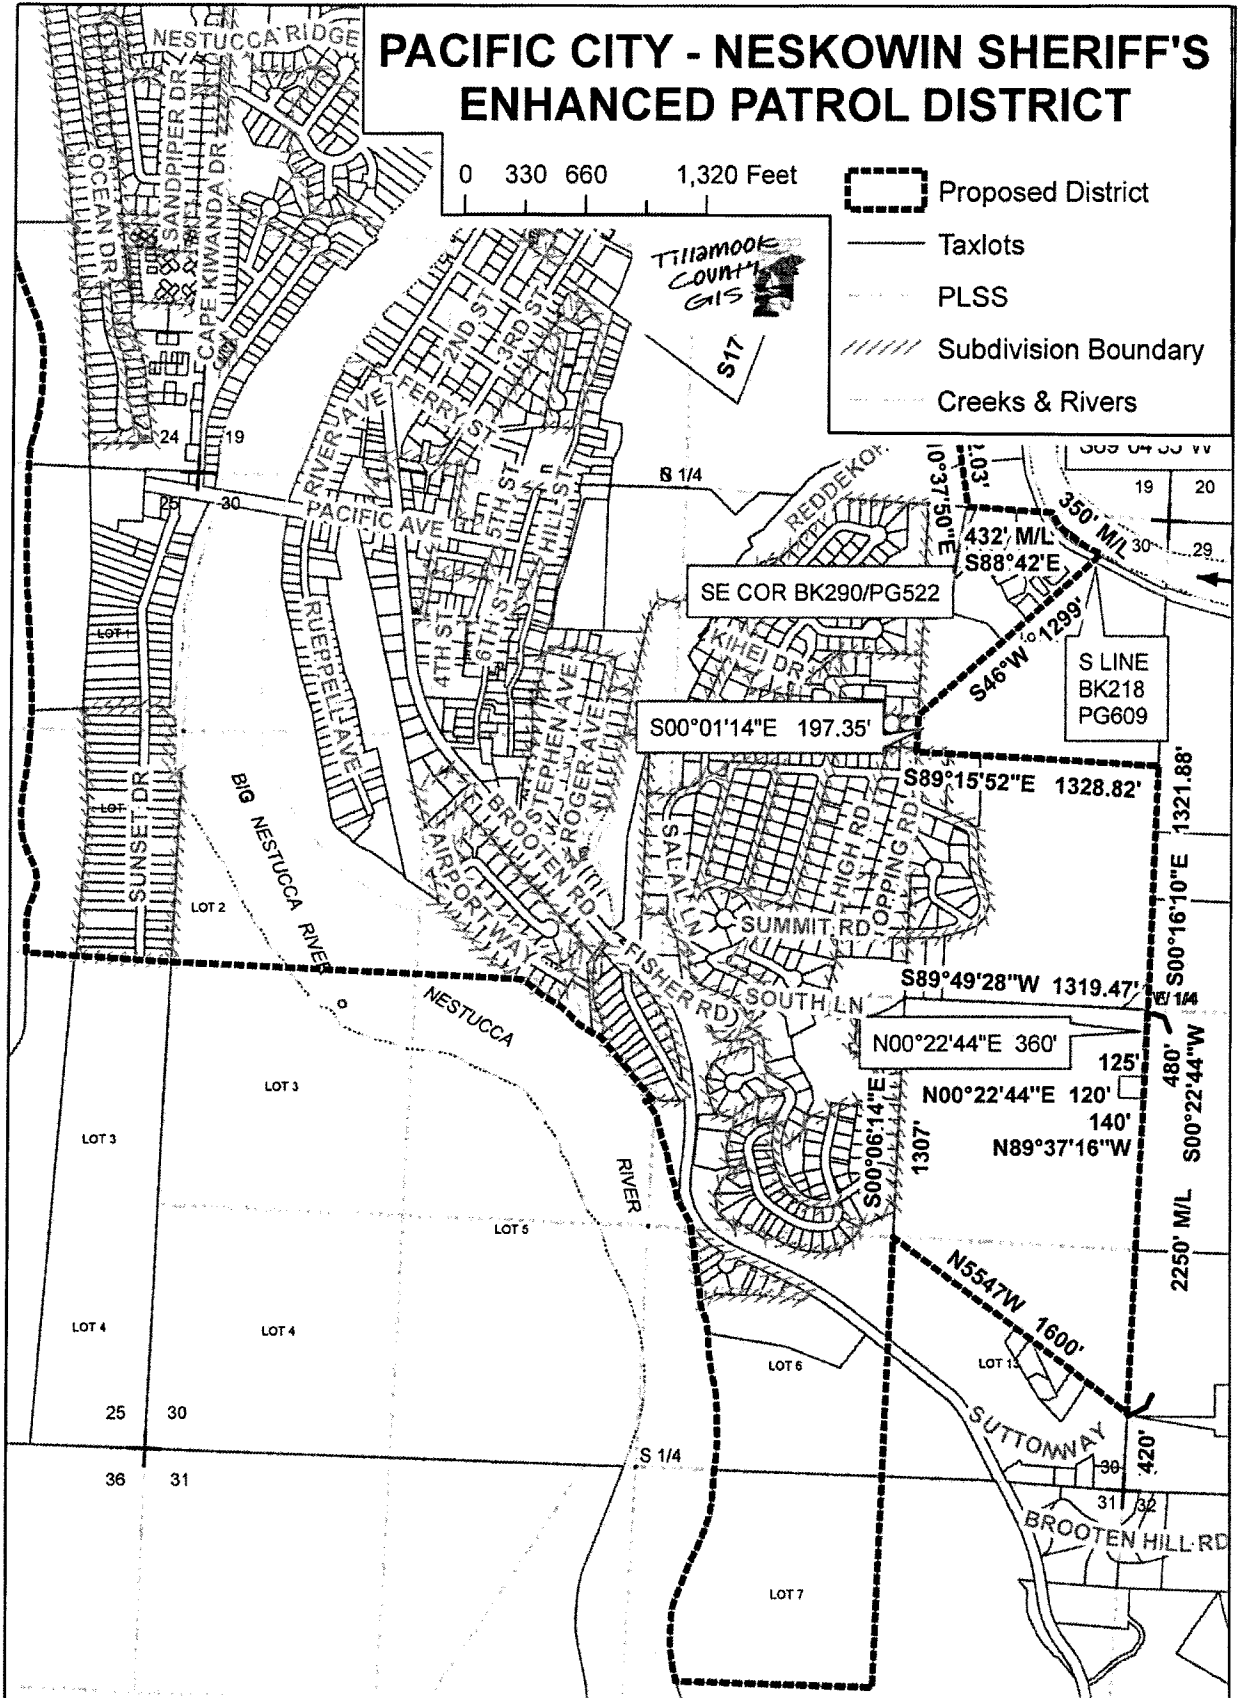 PACIFIC CITY - NESKOWIN SHERIFF'S
ENHANCED PATROL DISTRICT
0 330 660 1,320 Feet
Proposed District
Taxlots
PLSS
Subdivision Boundary
Creeks & Rivers
Tillamook
County
GIS
NESTUCCA RIDGE
OCEAN DR
SANDPIPER DR
CAPE KIWANDA DR
2ND ST
3RD ST
S17
FERRY ST
RIVER AVE
24
19
25
30
PACIFIC AVE
5TH ST
HILL ST
S 1/4
19
20
30
29
350' M/L
432' M/L
S88°42'E
SE COR BK290/PG522
KIHEI DR
S46°W 1299'
S LINE
BK218
PG609
LOT 1
RUEPPELL AVE
4TH ST
6TH ST
STEPHEN AVE
ROGER AVE
S00°01'14"E 197.35'
S89°15'52"E 1328.82'
S00°16'10"E 1321.88'
LOT
SUNSET DR
BIG NESTUCCA RIVER
AIRPORT WAY
BROOTEN RD
SALAL LN
HIGH RD
TOPPING RD
LOT 2
SUMMIT RD
FISHER RD
S89°49'28"W 1319.47'
W 1/4
NESTUCCA
SOUTH LN
N00°22'44"E 360'
125'
480'
S00°22'44"W
N00°22'44"E 120'
140'
N89°37'16"W
LOT 3
LOT 3
RIVER
S00°06'14"E
1307'
2250' M/L
LOT 5
N5547W 1600'
LOT 4
LOT 4
LOT 6
LOT 13
25
30
SUTTON WAY
420'
S 1/4
36
31
30
31
32
BROOTEN HILL RD
LOT 7